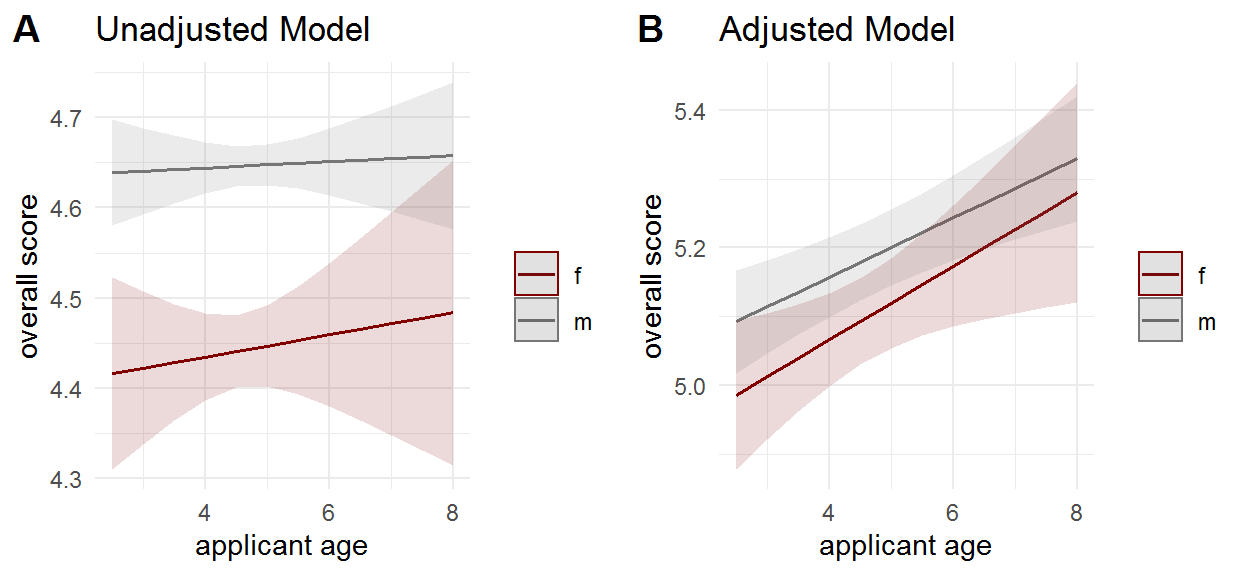 A Unadjusted Model
4.7
4.6
4.5
4.4
4.3
overall score
4 6 8
applicant age
f
m
B Adjusted Model
5.4
5.2
5.0
overall score
4 6 8
applicant age
f
m